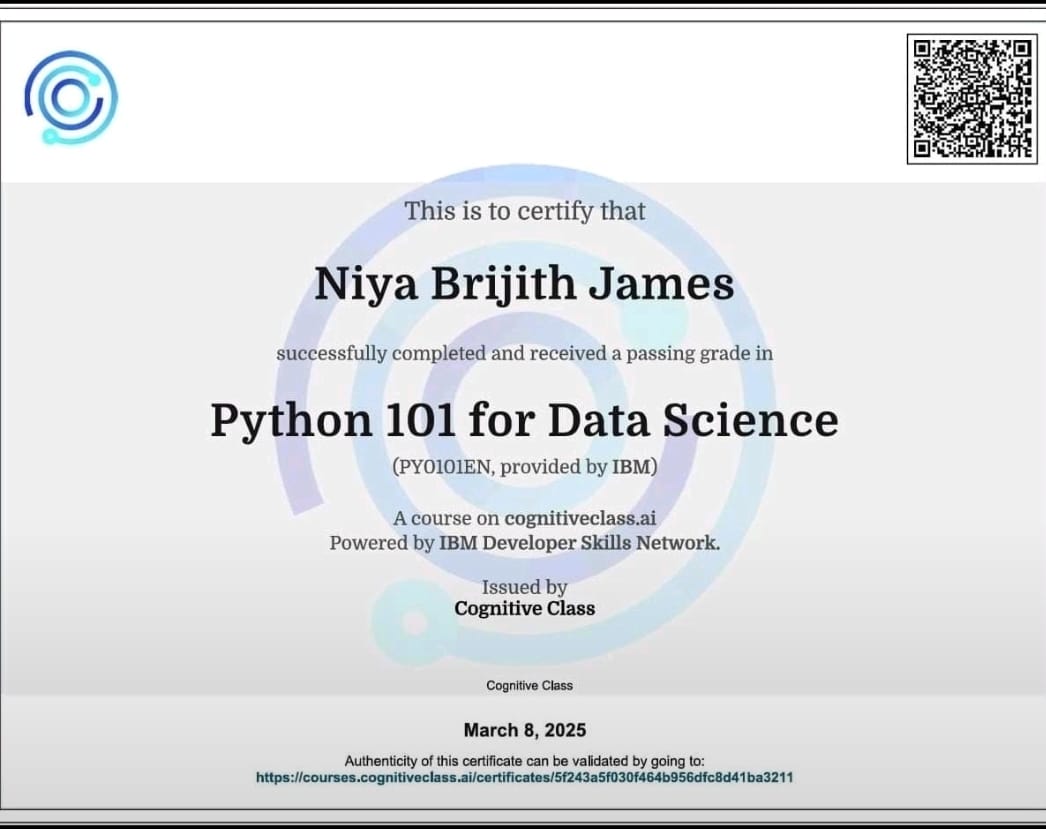 This is to certify that
Niya Brijith James
successfully completed and received a passing grade in
Python 101 for Data Science
(PY0101EN, provided by IBM)
A course on cognitiveclass.ai
Powered by IBM Developer Skills Network.
Issued by
Cognitive Class
Cognitive Class
March 8, 2025
Authenticity of this certificate can be validated by going to:
https://courses.cognitiveclass.ai/certificates/5f243a5f030f464b956dfc8d41ba3211